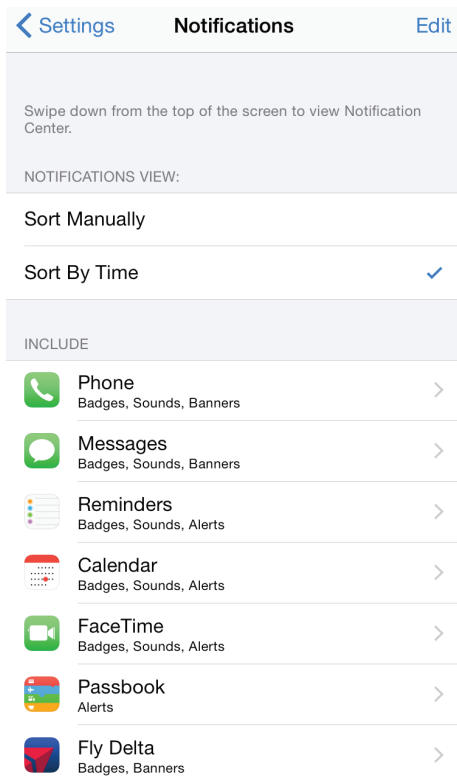 Settings
Notifications
Edit
Swipe down from the top of the screen to view Notification
Center.
NOTIFICATIONS VIEW:
Sort Manually
Sort By Time
INCLUDE
Phone
Badges, Sounds, Banners
Messages
Badges, Sounds, Banners
Reminders
Badges, Sounds, Alerts
Calendar
Badges, Sounds, Alerts
FaceTime
Badges, Sounds, Alerts
Passbook
Alerts
Fly Delta
Badges, Banners